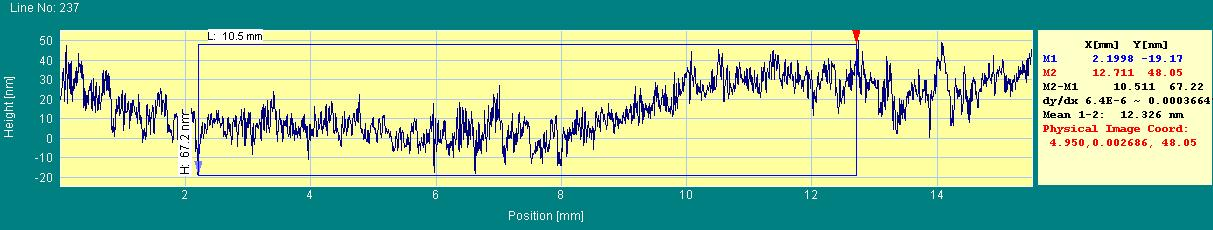 Line No: 237
L: 10.5 mm
50
40
30
20
10
0
-10
-20
Height [nm]
H: 67.2 nm
2
4
6
8
10
12
14
Position [mm]
X[mm] Y[nm]
M1 2.1998 -19.17
M2 12.711 48.05
M2-M1 10.511 67.22
dy/dx 6.4E-6 ~ 0.0003664
Mean 1-2: 12.326 nm
Physical Image Coord:
4.950,0.002686, 48.05